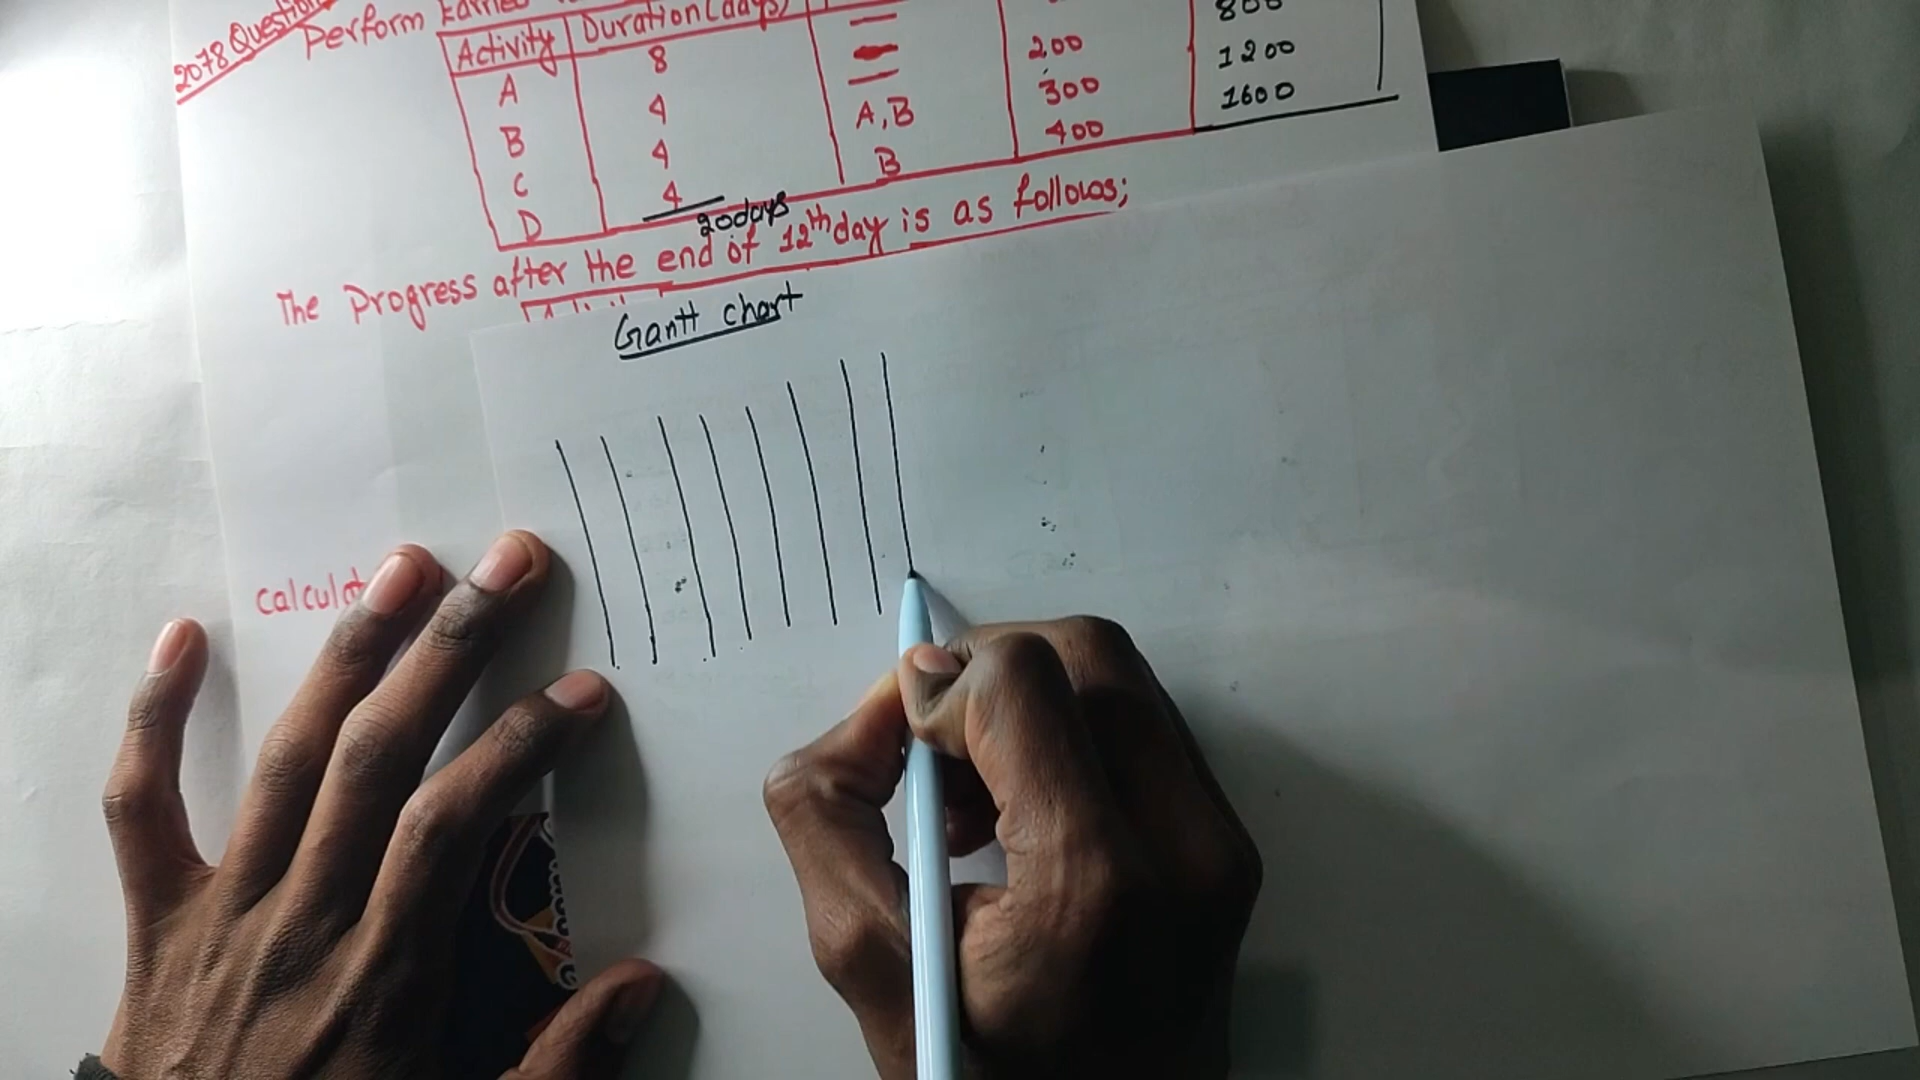 2078 Question
Perform Earned
Activity Duration (days)
A 8 — 800
B 4 — 200 1200
C 4 A,B 300 1600
D 4 B 400
20days
The Progress after the end of 12th day is as follows;
Gantt chart